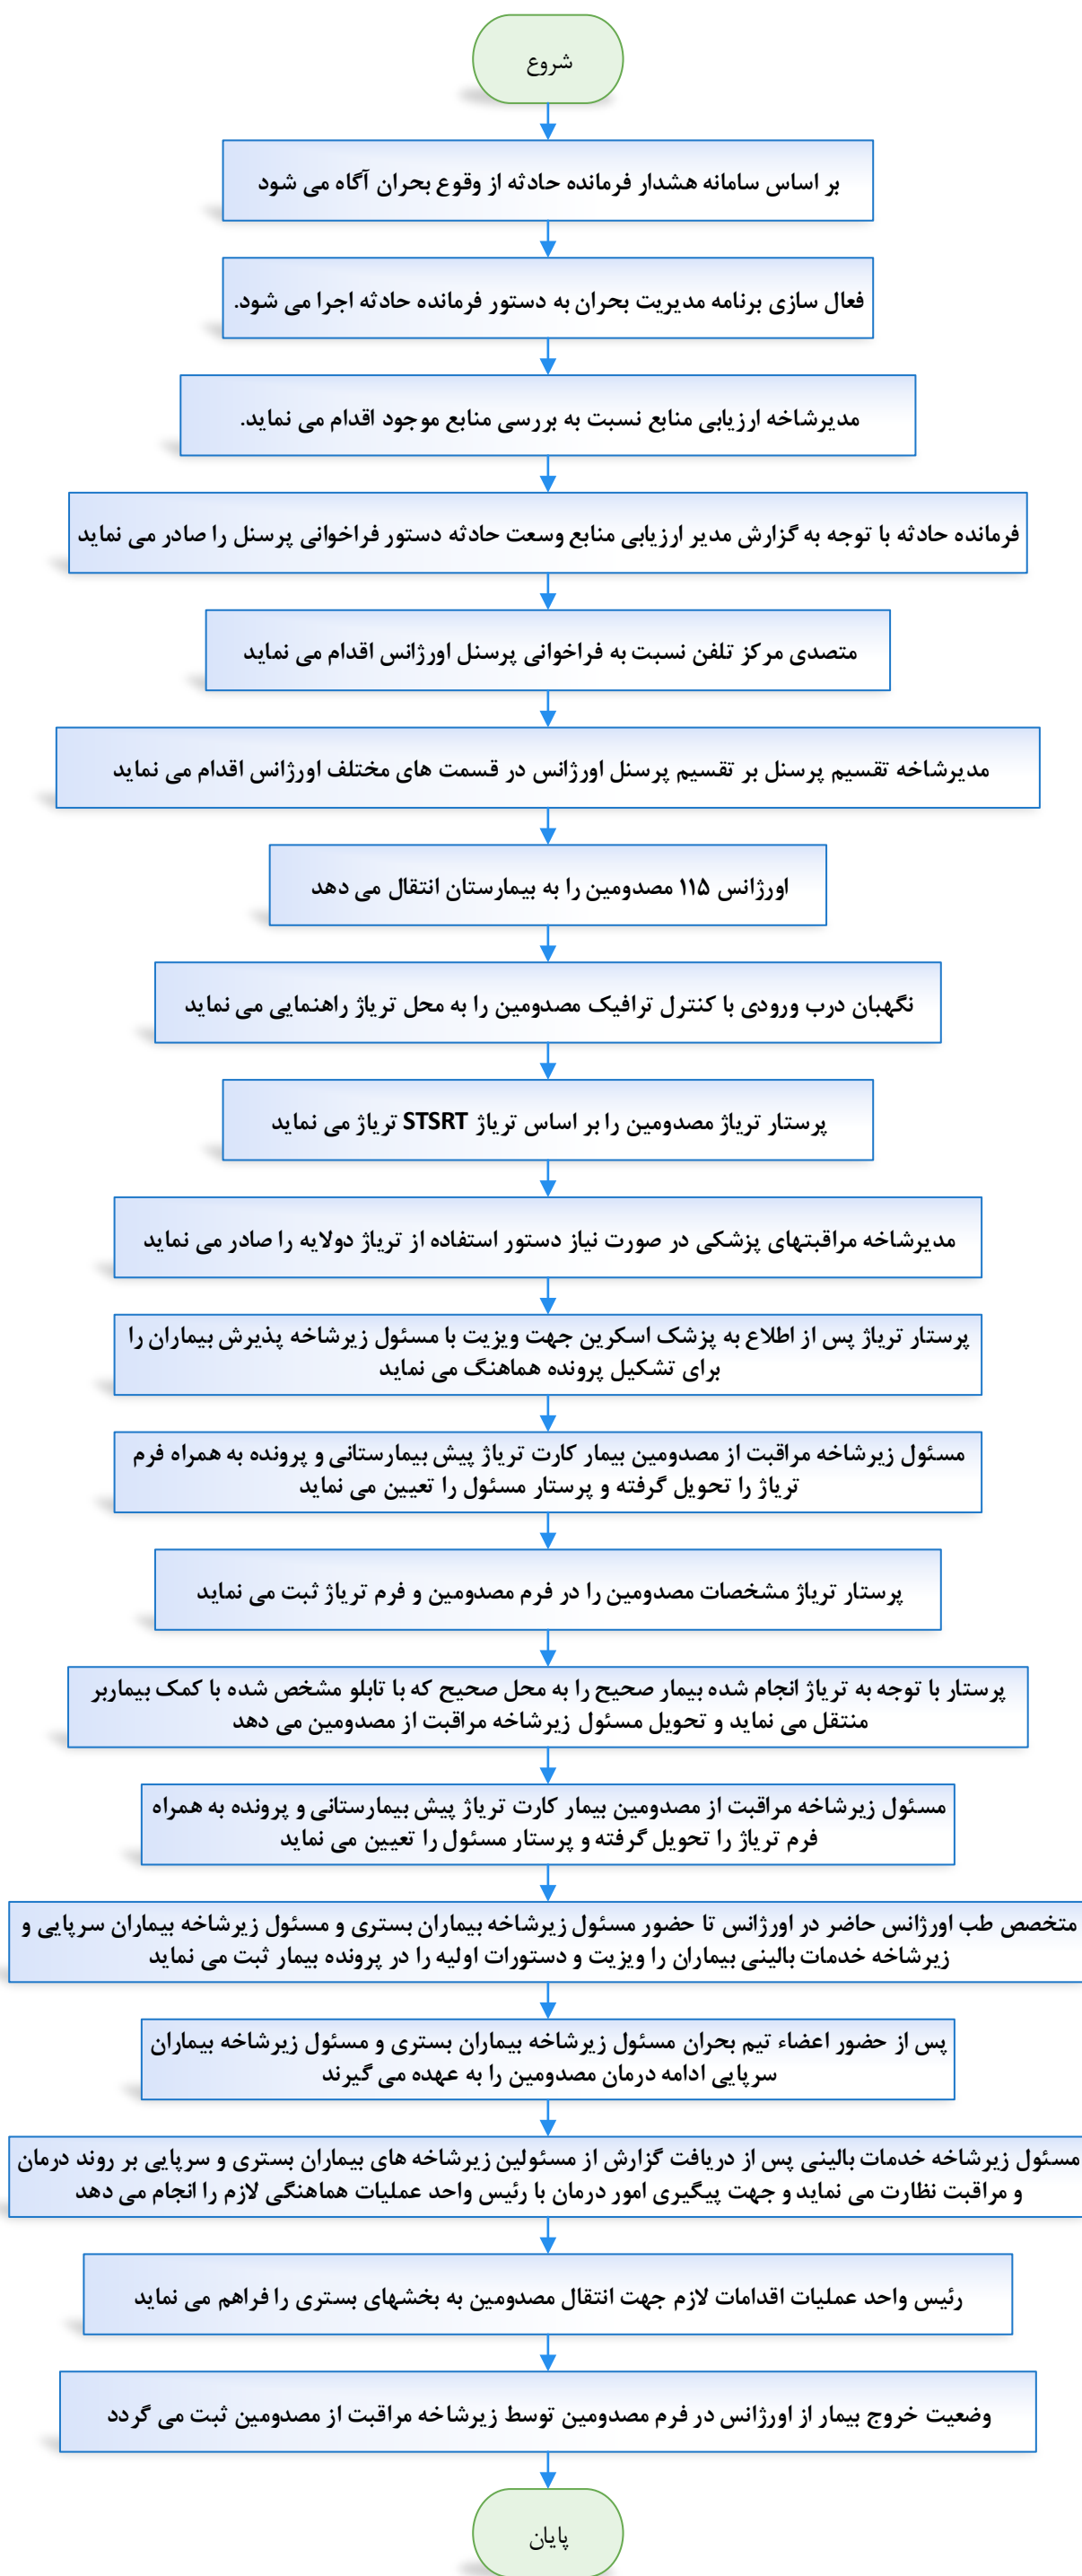 شروع
بر اساس سامانه هشدار فرمانده حادثه از وقوع بحران آگاه می شود
فعال سازی برنامه مدیریت بحران به دستور فرمانده حادثه اجرا می شود.
مدیرشاخه ارزیابی منابع نسبت به بررسی منابع موجود اقدام می نماید.
فرمانده حادثه با توجه به گزارش مدیر ارزیابی منابع وسعت حادثه دستور فراخوانی پرسنل را صادر می نماید
متصدی مرکز تلفن نسبت به فراخوانی پرسنل اورژانس اقدام می نماید
مدیرشاخه تقسیم پرسنل بر تقسیم پرسنل اورژانس در قسمت های مختلف اورژانس اقدام می نماید
اورژانس ۱۱۵ مصدومین را به بیمارستان انتقال می دهد
نگهبان درب ورودی با کنترل ترافیک مصدومین را به محل تریاژ راهنمایی می نماید
پرستار تریاژ مصدومین را بر اساس تریاژ STSRT تریاژ می نماید
مدیرشاخه مراقبتهای پزشکی در صورت نیاز دستور استفاده از تریاژ دولایه را صادر می نماید
پرستار تریاژ پس از اطلاع به پزشک اسکرین جهت ویزیت با مسئول زیرشاخه پذیرش بیماران را
برای تشکیل پرونده هماهنگ می نماید
مسئول زیرشاخه مراقبت از مصدومین بیمار کارت تریاژ پیش بیمارستانی و پرونده به همراه فرم
تریاژ را تحویل گرفته و پرستار مسئول را تعیین می نماید
پرستار تریاژ مشخصات مصدومین را در فرم مصدومین و فرم تریاژ ثبت می نماید
پرستار با توجه به تریاژ انجام شده بیمار صحیح را به محل صحیح که با تابلو مشخص شده با کمک بیماربر
منتقل می نماید و تحویل مسئول زیرشاخه مراقبت از مصدومین می دهد
مسئول زیرشاخه مراقبت از مصدومین بیمار کارت تریاژ پیش بیمارستانی و پرونده به همراه
فرم تریاژ را تحویل گرفته و پرستار مسئول را تعیین می نماید
متخصص طب اورژانس حاضر در اورژانس تا حضور مسئول زیرشاخه بیماران بستری و مسئول زیرشاخه بیماران سرپایی و
زیرشاخه خدمات بالینی بیماران را ویزیت و دستورات اولیه را در پرونده بیمار ثبت می نماید
پس از حضور اعضاء تیم بحران مسئول زیرشاخه بیماران بستری و مسئول زیرشاخه بیماران
سرپایی ادامه درمان مصدومین را به عهده می گیرند
مسئول زیرشاخه خدمات بالینی پس از دریافت گزارش از مسئولین زیرشاخه های بیماران بستری و سرپایی بر روند درمان
و مراقبت نظارت می نماید و جهت پیگیری امور درمان با رئیس واحد عملیات هماهنگی لازم را انجام می دهد
رئیس واحد عملیات اقدامات لازم جهت انتقال مصدومین به بخشهای بستری را فراهم می نماید
وضعیت خروج بیمار از اورژانس در فرم مصدومین توسط زیرشاخه مراقبت از مصدومین ثبت می گردد
پایان